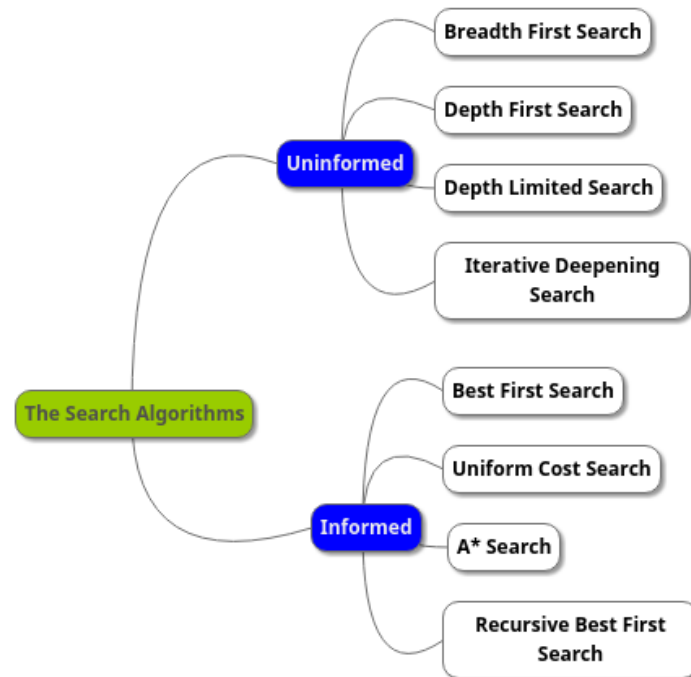 Breadth First Search
Depth First Search
Uninformed
Depth Limited Search
Iterative Deepening
Search
The Search Algorithms
Best First Search
Uniform Cost Search
Informed
A* Search
Recursive Best First
Search